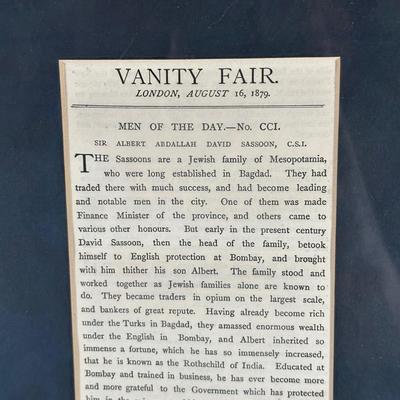 VANITY FAIR.
LONDON, AUGUST 16, 1879.
MEN OF THE DAY.—No. CCI.
SIR ALBERT ABDALLAH DAVID SASSOON, C.S.I.
THE Sassoons are a Jewish family of Mesopotamia,
who were long established in Bagdad. They had
traded there with much success, and had become leading
and notable men in the city. One of them was made
Finance Minister of the province, and others came to
various other honours. But early in the present century
David Sassoon, then the head of the family, betook
himself to English protection at Bombay, and brought
with him thither his son Albert. The family stood and
worked together as Jewish families alone are known to
do. They became traders in opium on the largest scale,
and bankers of great repute. Having already become rich
under the Turks in Bagdad, they amassed enormous wealth
under the English in Bombay, and Albert inherited so
immense a fortune, which he has so immensely increased,
that he is known as the Rothschild of India. Educated at
Bombay and trained in business, he has ever become more
and more grateful to the Government which has protected
him in the